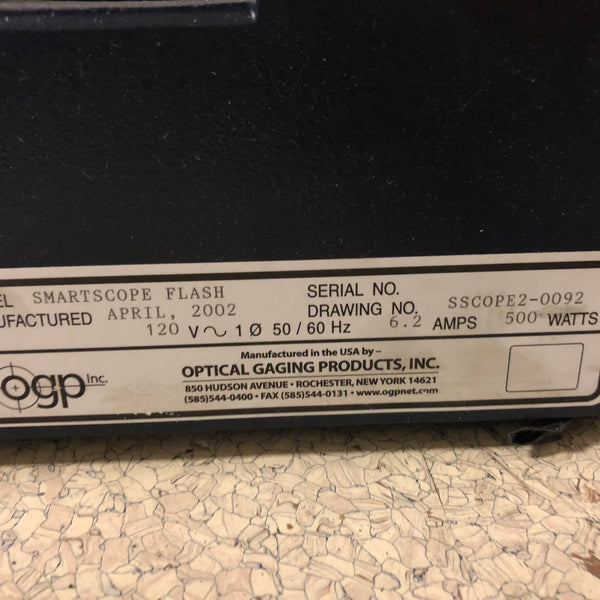 EL SMARTSCOPE FLASH SERIAL NO.
UFACTURED APRIL, 2002 DRAWING NO. SSCOPE2-0092
120 V ~ 1 Ø 50 / 60 Hz 6.2 AMPS 500 WATTS
Manufactured in the USA by –
OPTICAL GAGING PRODUCTS, INC.
850 HUDSON AVENUE • ROCHESTER, NEW YORK 14621
(585)544-0400 • FAX (585)544-0131 • www.ogpnet.com
ogp Inc.